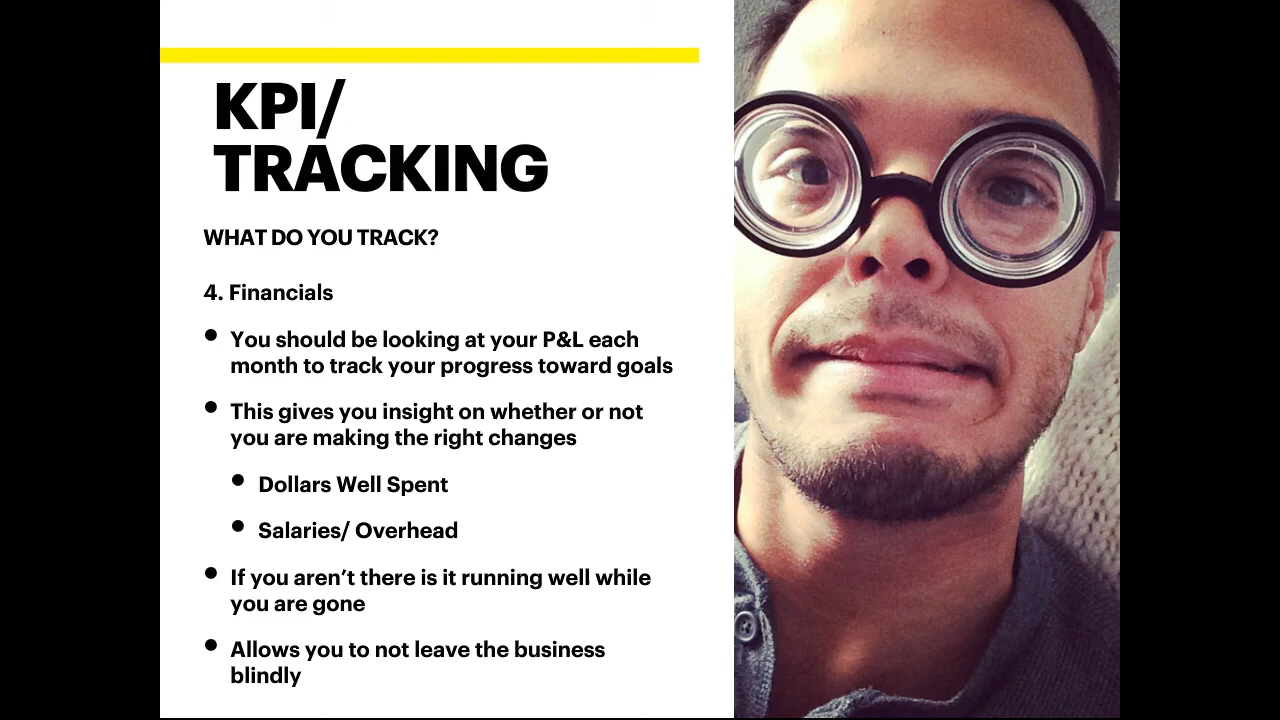 KPI/
TRACKING
WHAT DO YOU TRACK?
4. Financials
• You should be looking at your P&L each
month to track your progress toward goals
• This gives you insight on whether or not
you are making the right changes
• Dollars Well Spent
• Salaries/ Overhead
• If you aren’t there is it running well while
you are gone
• Allows you to not leave the business
blindly